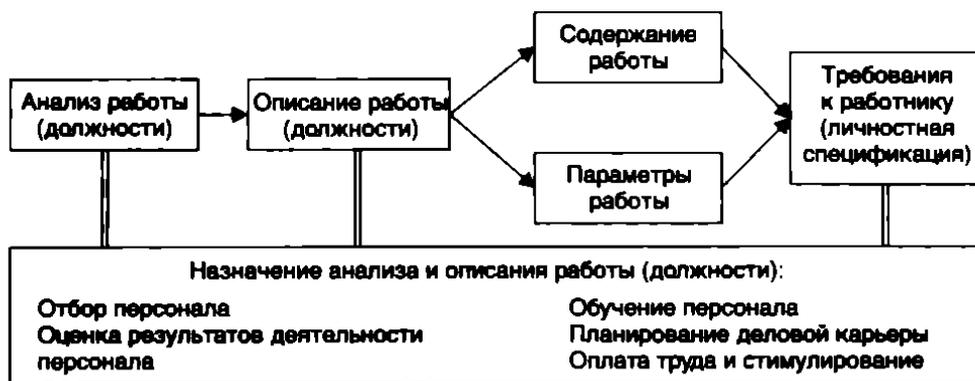 Содержание
работы
Анализ работы
(должности)
Описание работы
(должности)
Требования
к работнику
(личностная
спецификация)
Параметры
работы
Назначение анализа и описания работы (должности):
Отбор персонала
Оценка результатов деятельности
персонала
Обучение персонала
Планирование деловой карьеры
Оплата труда и стимулирование